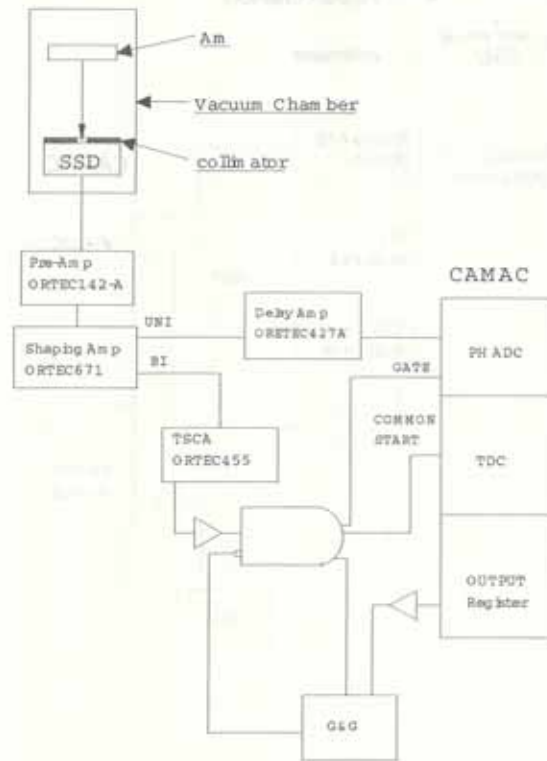 Am
Vacuum Chamber
collimator
SSD
Pre-Amp
ORTEC142-A
CAMAC
UNI
Delay Amp
ORETEC427A
Shaping Amp
ORTEC671
BI
PH ADC
GATE
COMMON
START
TSCA
ORTEC455
TDC
OUTPUT
Register
G&G